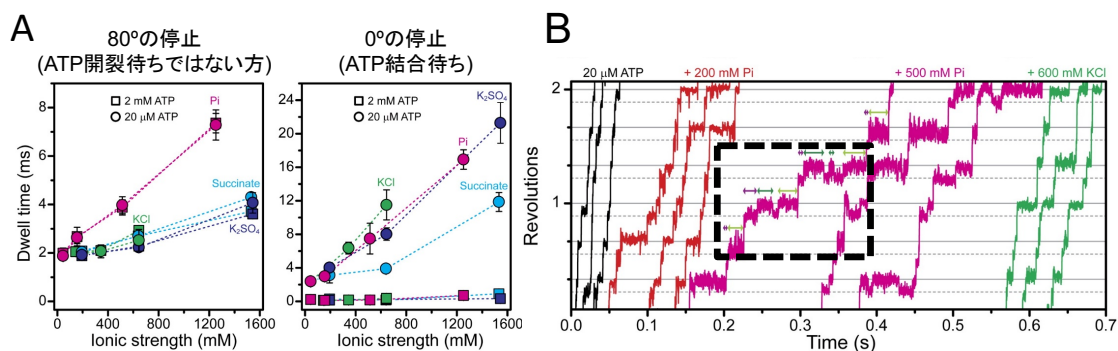 A
80ºの停止
(ATP開裂待ちではない方)
8
6
4
2
0
Dwell time (ms)
2 mM ATP
20 μM ATP
Pi
KCl
Succinate
K2SO4
0 400 800 1200 1600
Ionic strength (mM)
0ºの停止
(ATP結合待ち)
24
20
16
12
8
4
0
2 mM ATP
20 μM ATP
K2SO4
Pi
KCl
Succinate
0 400 800 1200 1600
Ionic strength (mM)
B
20 μM ATP
+ 200 mM Pi
+ 500 mM Pi
+ 600 mM KCl
2
1
Revolutions
0.0 0.1 0.2 0.3 0.4 0.5 0.6 0.7
Time (s)